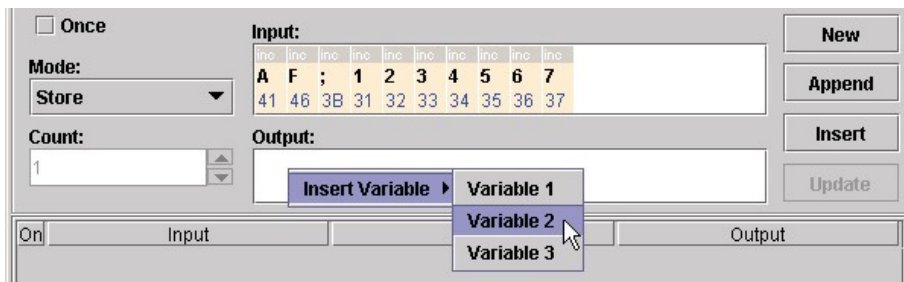 Once
Mode:
Store
Count:
1
Input:
inc inc inc inc inc inc inc inc inc inc
A F ; 1 2 3 4 5 6 7
41 46 3B 31 32 33 34 35 36 37
Output:
Insert Variable
Variable 1
Variable 2
Variable 3
New
Append
Insert
Update
On Input Output